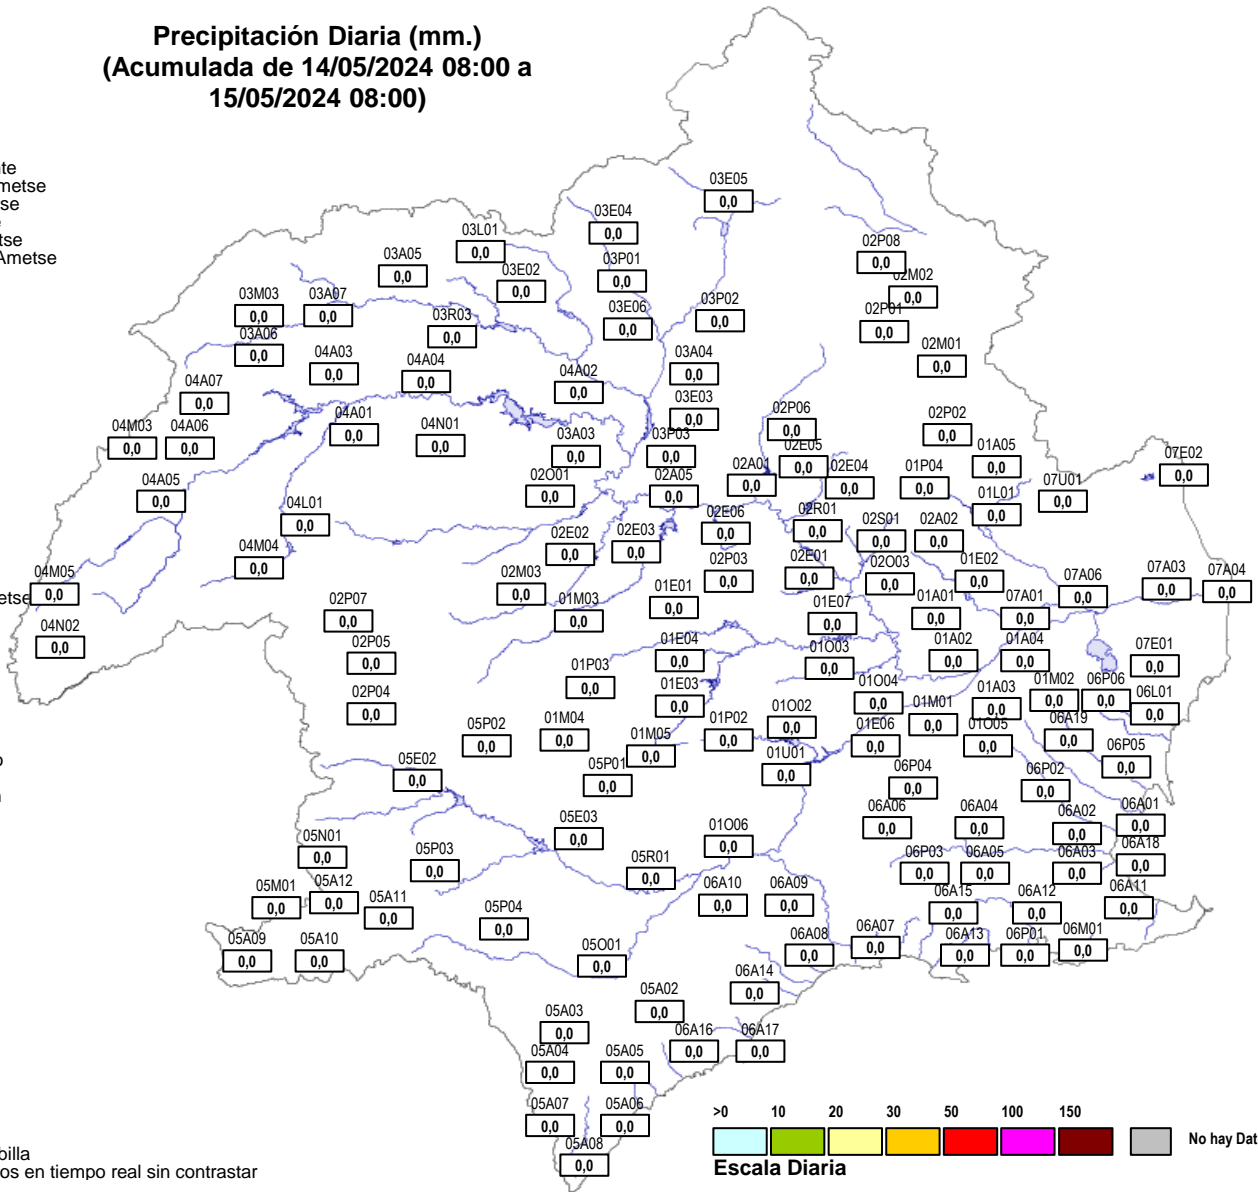 Precipitación Diaria (mm.)
(Acumulada de 14/05/2024 08:00 a
15/05/2024 08:00)
03E05
0,0
03E04
0,0
03L01
0,0
02P08
0,0
03A05
0,0
03P01
0,0
03E02
0,0
02M02
0,0
03M03
0,0
03A07
0,0
03P02
0,0
03E06
0,0
02P01
0,0
03R03
0,0
03A06
0,0
02M01
0,0
04A03
0,0
03A04
0,0
04A04
0,0
04A02
0,0
04A07
0,0
03E03
0,0
02P06
0,0
04A01
0,0
02P02
0,0
04M03
0,0
04A06
0,0
04N01
0,0
03A03
0,0
03P03
0,0
02E05
0,0
01A05
0,0
07E02
0,0
02O01
0,0
02A05
0,0
02A01
0,0
02E04
0,0
01P04
0,0
07U01
0,0
04A05
0,0
01L01
0,0
04L01
0,0
02E06
0,0
02R01
0,0
02S01
0,0
02A02
0,0
02E02
0,0
02E03
0,0
04M04
0,0
02P03
0,0
02E01
0,0
02O03
0,0
01E02
0,0
04M05
0,0
02M03
0,0
07A06
0,0
07A03
0,0
07A04
0,0
01E01
0,0
02P07
0,0
01M03
0,0
01E07
0,0
01A01
0,0
07A01
0,0
04N02
0,0
02P05
0,0
01E04
0,0
01O03
0,0
01A02
0,0
01A04
0,0
07E01
0,0
01P03
0,0
02P04
0,0
01E03
0,0
01O04
0,0
01A03
0,0
01M02
0,0
06P06
0,0
06L01
0,0
05P02
0,0
01M04
0,0
01P02
0,0
01O02
0,0
01M01
0,0
01E06
0,0
01O05
0,0
06A19
0,0
01M05
0,0
05E02
0,0
05P01
0,0
01U01
0,0
06P04
0,0
06P02
0,0
06P05
0,0
05E03
0,0
01O06
0,0
06A06
0,0
06A04
0,0
06A02
0,0
06A01
0,0
05N01
0,0
05P03
0,0
05R01
0,0
06P03
0,0
06A05
0,0
06A03
0,0
06A18
0,0
05M01
0,0
05A12
0,0
05A11
0,0
06A10
0,0
06A09
0,0
06A15
0,0
06A12
0,0
06A11
0,0
05P04
0,0
05A09
0,0
05A10
0,0
05O01
0,0
06A08
0,0
06A07
0,0
06A13
0,0
06P01
0,0
06M01
0,0
06A14
0,0
05A02
0,0
05A03
0,0
06A16
0,0
06A17
0,0
05A04
0,0
05A05
0,0
05A07
0,0
05A06
0,0
05A08
0,0
>0 10 20 30 50 100 150
No hay Dat
Escala Diaria
os en tiempo real sin contrastar